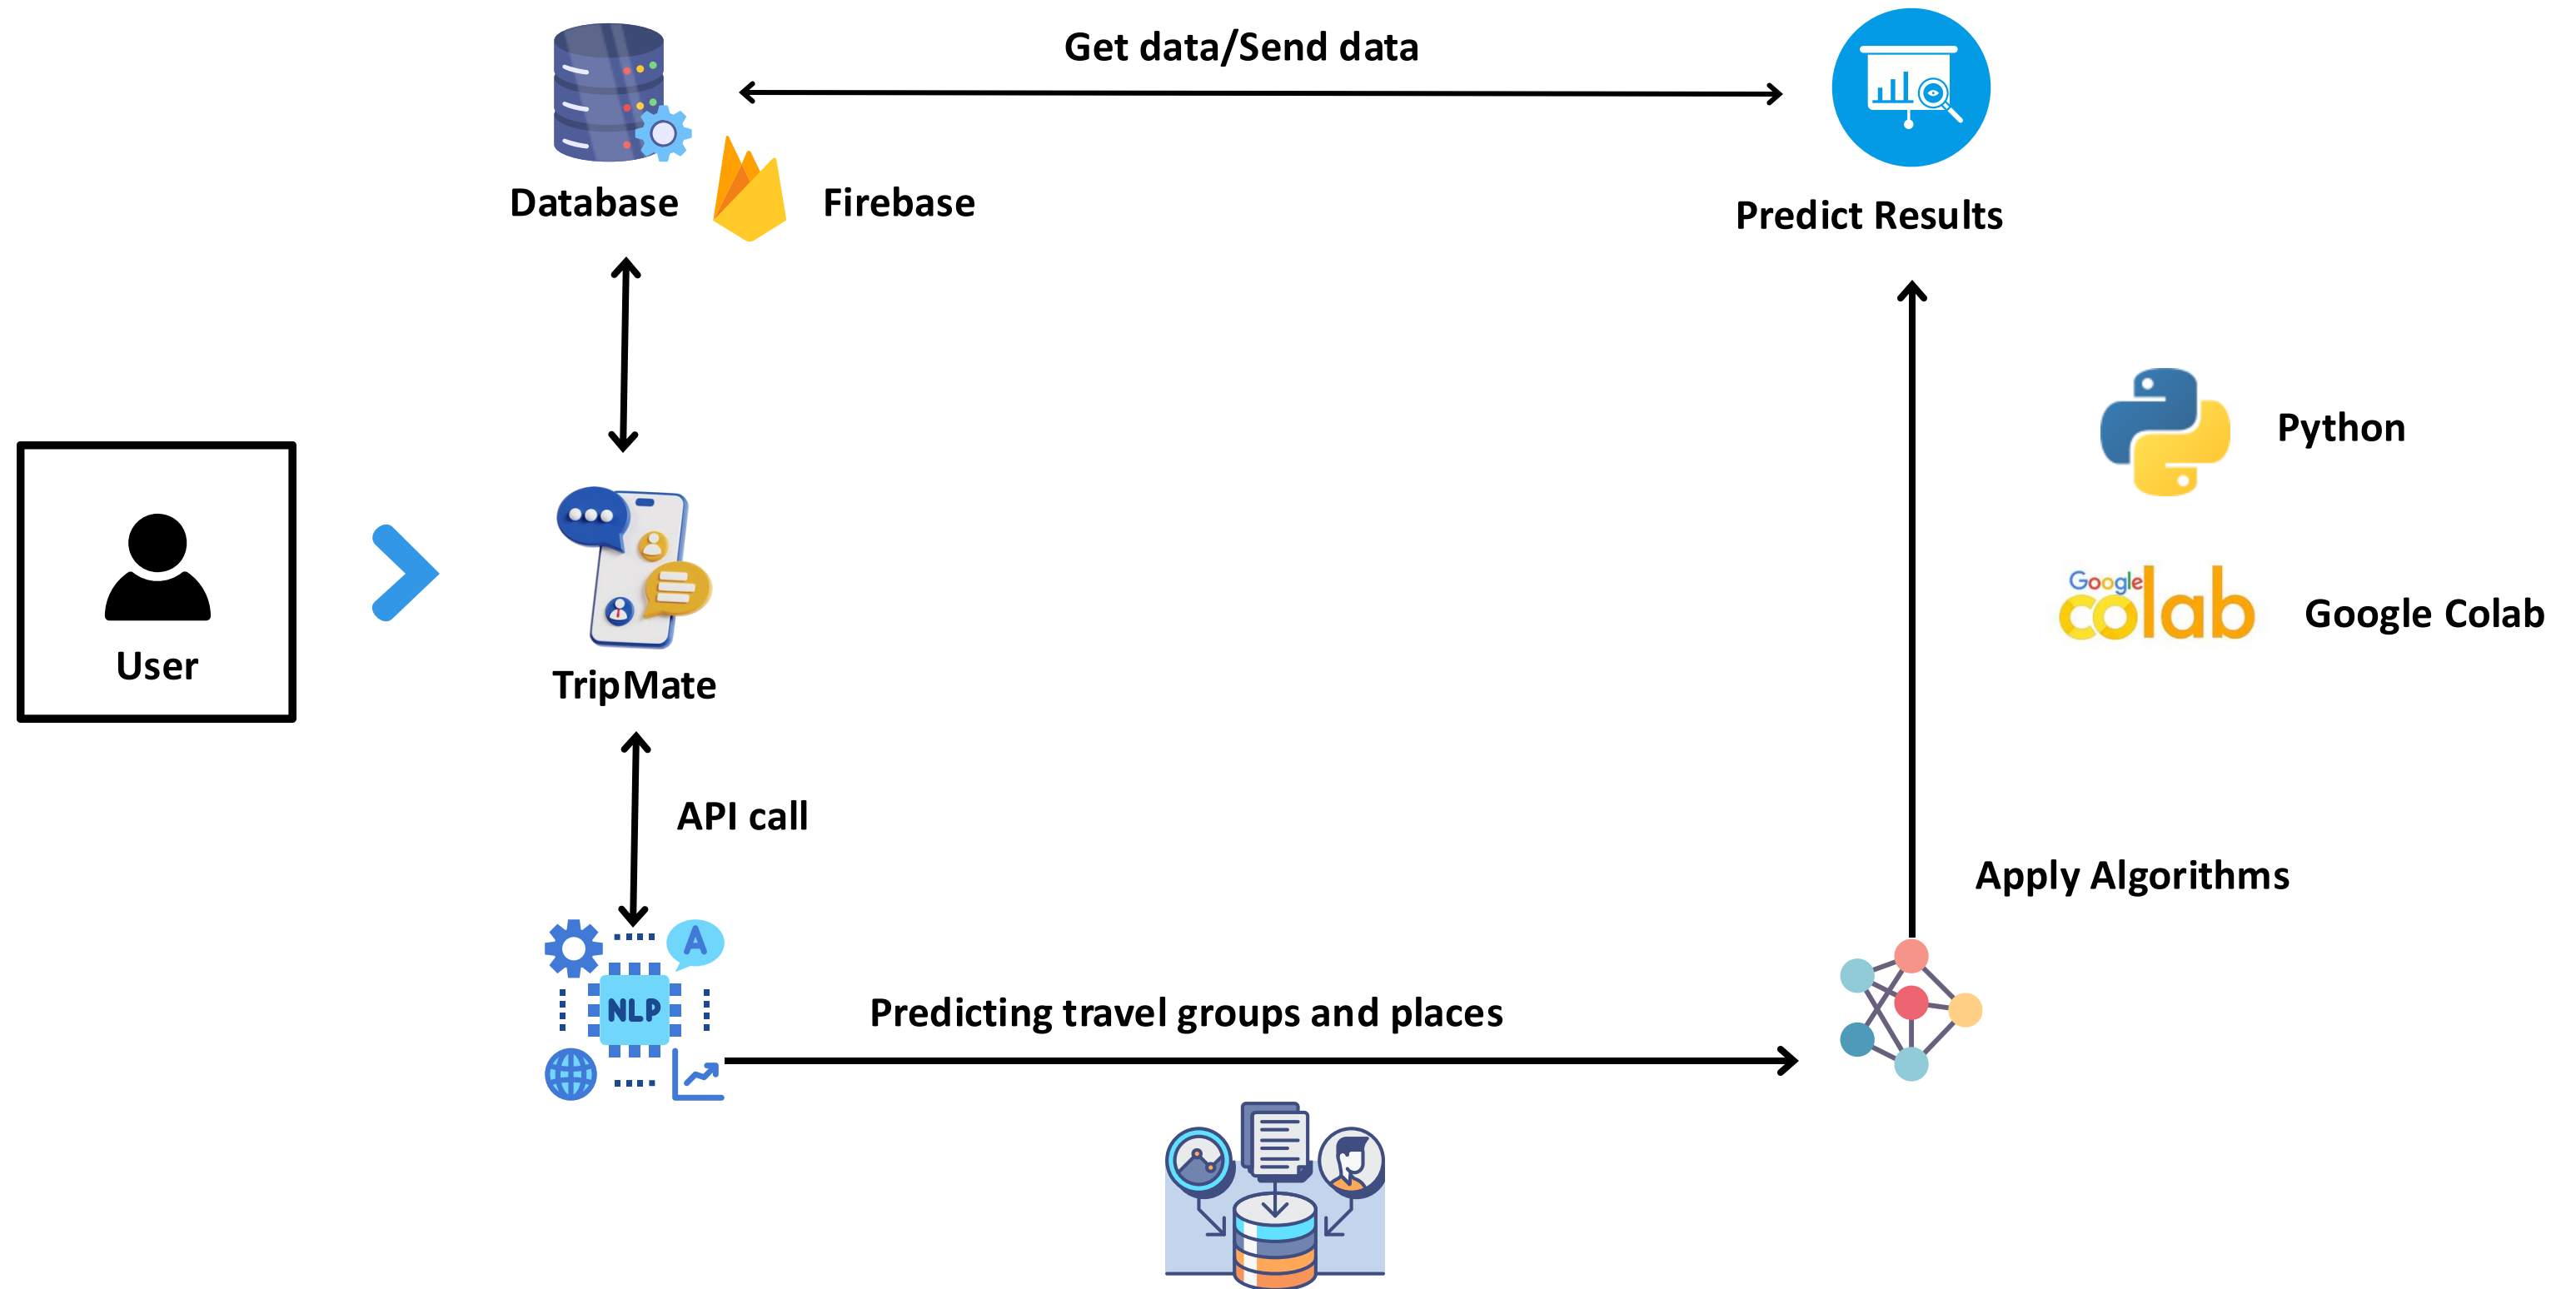 Get data/Send data
Database
Firebase
Predict Results
Python
Google
colab
Google Colab
User
TripMate
API call
Apply Algorithms
A
NLP
Predicting travel groups and places